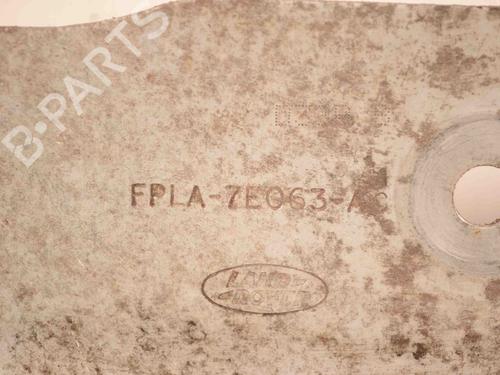 B-PARTS
FPLA-7E063-A
LAND
ROVER